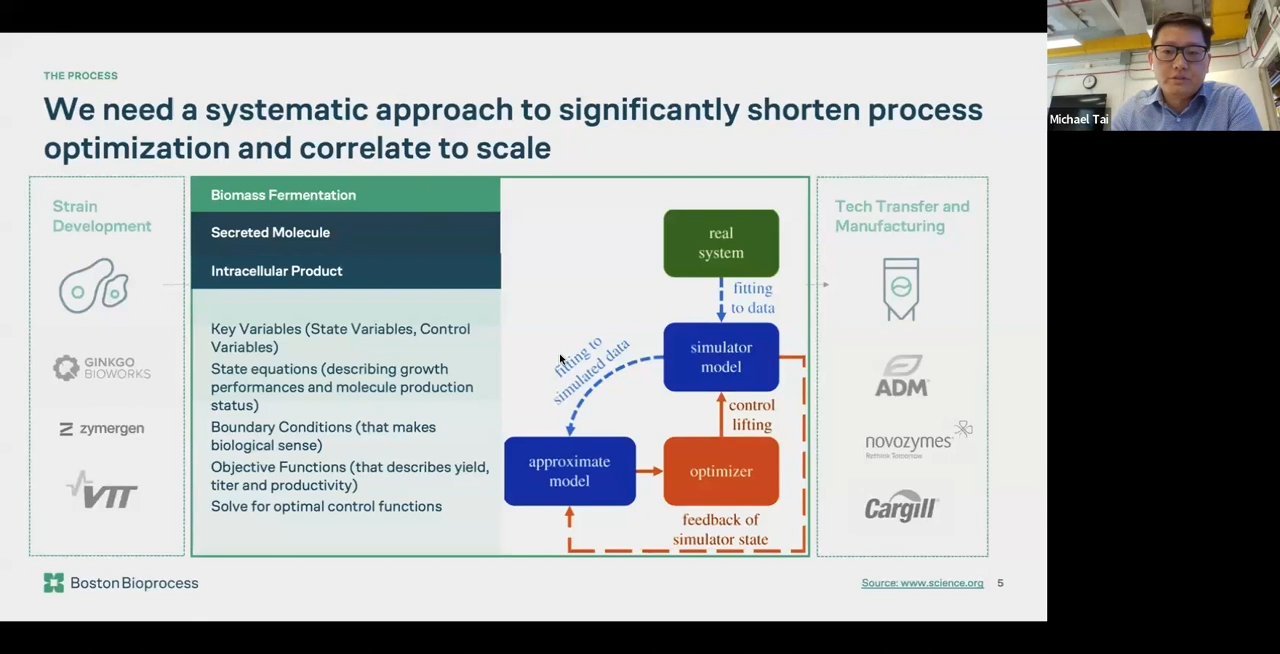 THE PROCESS
We need a systematic approach to significantly shorten process
optimization and correlate to scale
Strain
Development
GINKGO
BIOWORKS
zymergen
VTT
Biomass Fermentation
Secreted Molecule
Intracellular Product
Key Variables (State Variables, Control
Variables)
State equations (describing growth
performances and molecule production
status)
Boundary Conditions (that makes
biological sense)
Objective Functions (that describes yield,
titer and productivity)
Solve for optimal control functions
real
system
fitting
to data
simulator
model
fitting to
simulated data
control
lifting
approximate
model
optimizer
feedback of
simulator state
Tech Transfer and
Manufacturing
ADM
novozymes
Rethink Tomorrow
Cargill
Boston Bioprocess
Source: www.science.org
5
Michael Tai